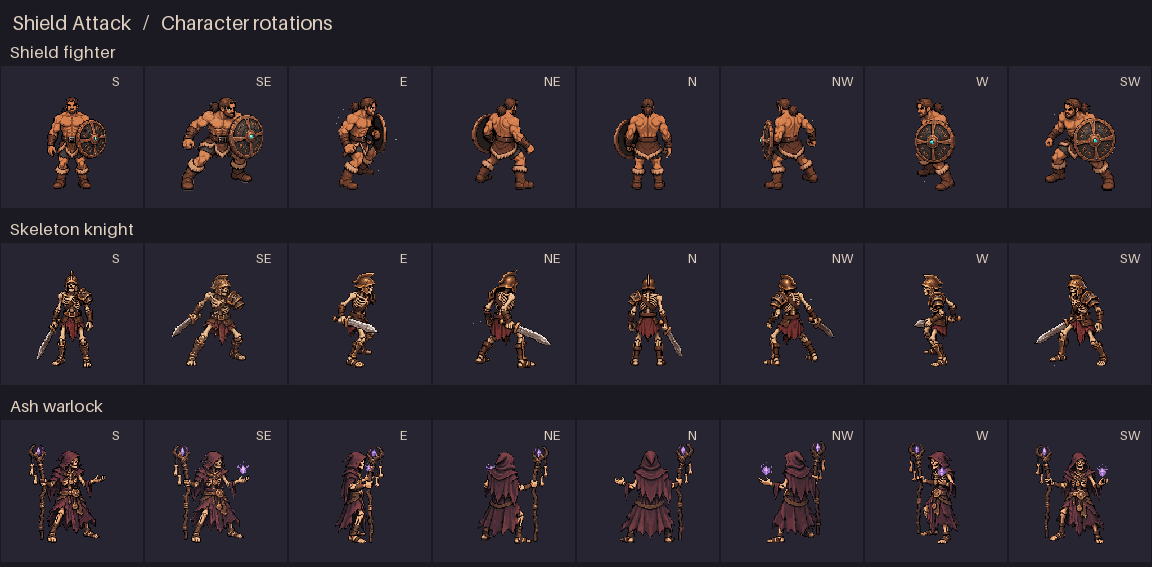 Shield Attack / Character rotations
Shield fighter
S SE E NE N NW W SW
Skeleton knight
S SE E NE N NW W SW
Ash warlock
S SE E NE N NW W SW